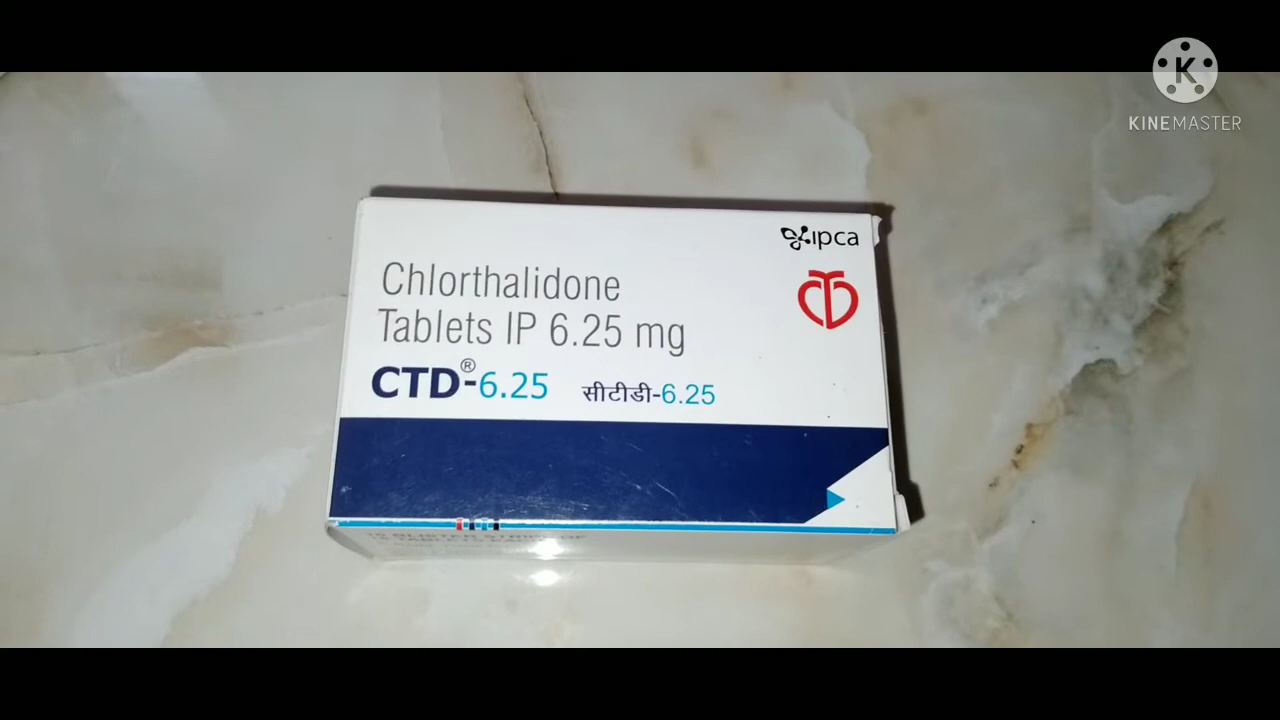 KINEMASTER
ipca
Chlorthalidone
Tablets IP 6.25 mg
CTD®-6.25 सीटीडी-6.25